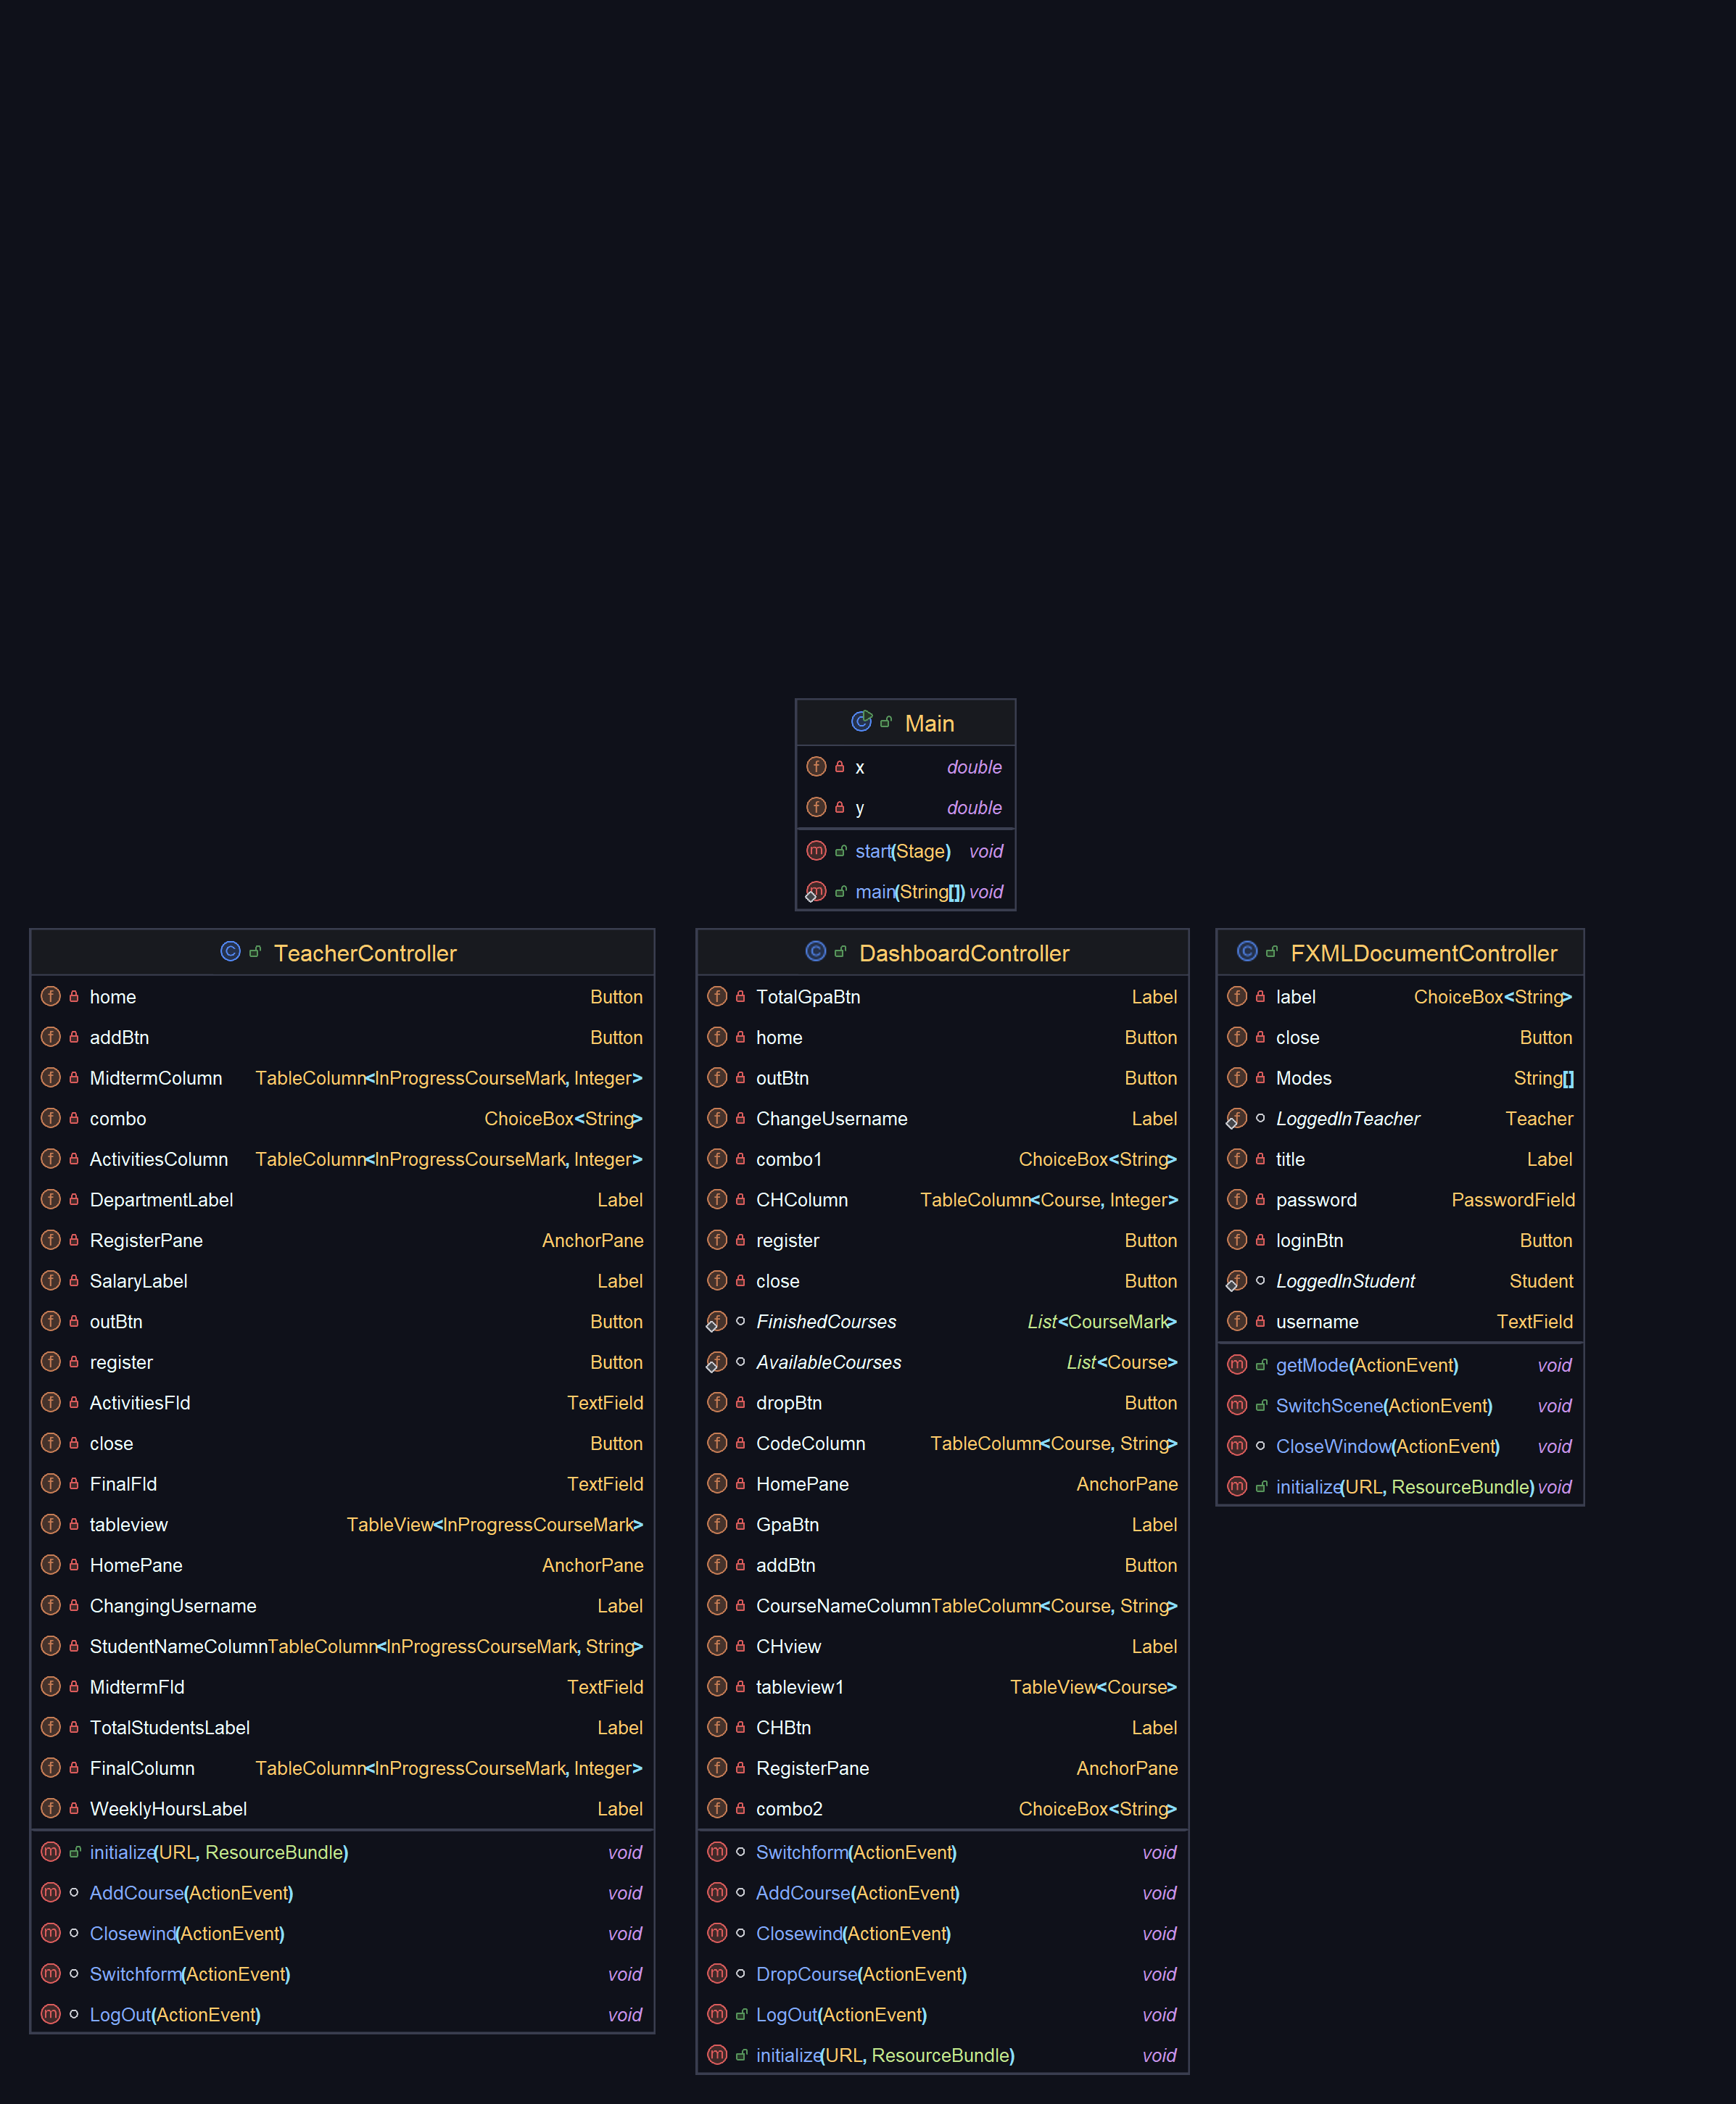 Main
x double
y double
start(Stage) void
main(String[]) void
TeacherController
home Button
addBtn Button
MidtermColumn TableColumn<InProgressCourseMark, Integer>
combo ChoiceBox<String>
ActivitiesColumn TableColumn<InProgressCourseMark, Integer>
DepartmentLabel Label
RegisterPane AnchorPane
SalaryLabel Label
outBtn Button
register Button
ActivitiesFld TextField
close Button
FinalFld TextField
tableview TableView<InProgressCourseMark>
HomePane AnchorPane
ChangingUsername Label
StudentNameColumn TableColumn<InProgressCourseMark, String>
MidtermFld TextField
TotalStudentsLabel Label
FinalColumn TableColumn<InProgressCourseMark, Integer>
WeeklyHoursLabel Label
initialize(URL, ResourceBundle) void
AddCourse(ActionEvent) void
Closewind(ActionEvent) void
Switchform(ActionEvent) void
LogOut(ActionEvent) void
DashboardController
TotalGpaBtn Label
home Button
outBtn Button
ChangeUsername Label
combo1 ChoiceBox<String>
CHColumn TableColumn<Course, Integer>
register Button
close Button
FinishedCourses List<CourseMark>
AvailableCourses List<Course>
dropBtn Button
CodeColumn TableColumn<Course, String>
HomePane AnchorPane
GpaBtn Label
addBtn Button
CourseNameColumn TableColumn<Course, String>
CHview Label
tableview1 TableView<Course>
CHBtn Label
RegisterPane AnchorPane
combo2 ChoiceBox<String>
Switchform(ActionEvent) void
AddCourse(ActionEvent) void
Closewind(ActionEvent) void
DropCourse(ActionEvent) void
LogOut(ActionEvent) void
initialize(URL, ResourceBundle) void
FXMLDocumentController
label ChoiceBox<String>
close Button
Modes String[]
LoggedInTeacher Teacher
title Label
password PasswordField
loginBtn Button
LoggedInStudent Student
username TextField
getMode(ActionEvent) void
SwitchScene(ActionEvent) void
CloseWindow(ActionEvent) void
initialize(URL, ResourceBundle) void